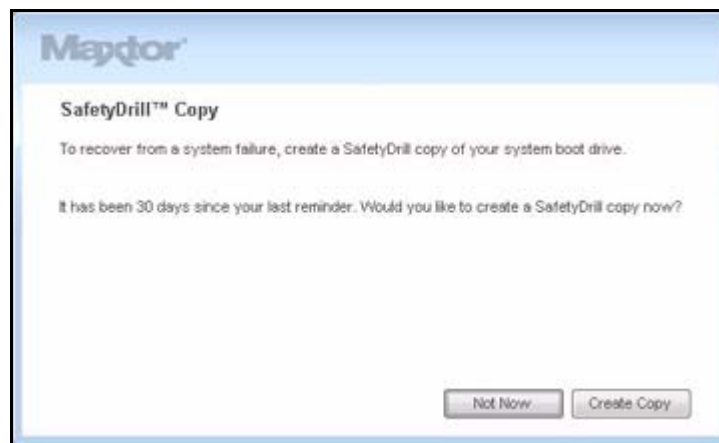 Maxtor
SafetyDrill™ Copy
To recover from a system failure, create a SafetyDrill copy of your system boot drive.
It has been 30 days since your last reminder. Would you like to create a SafetyDrill copy now?
Not Now
Create Copy